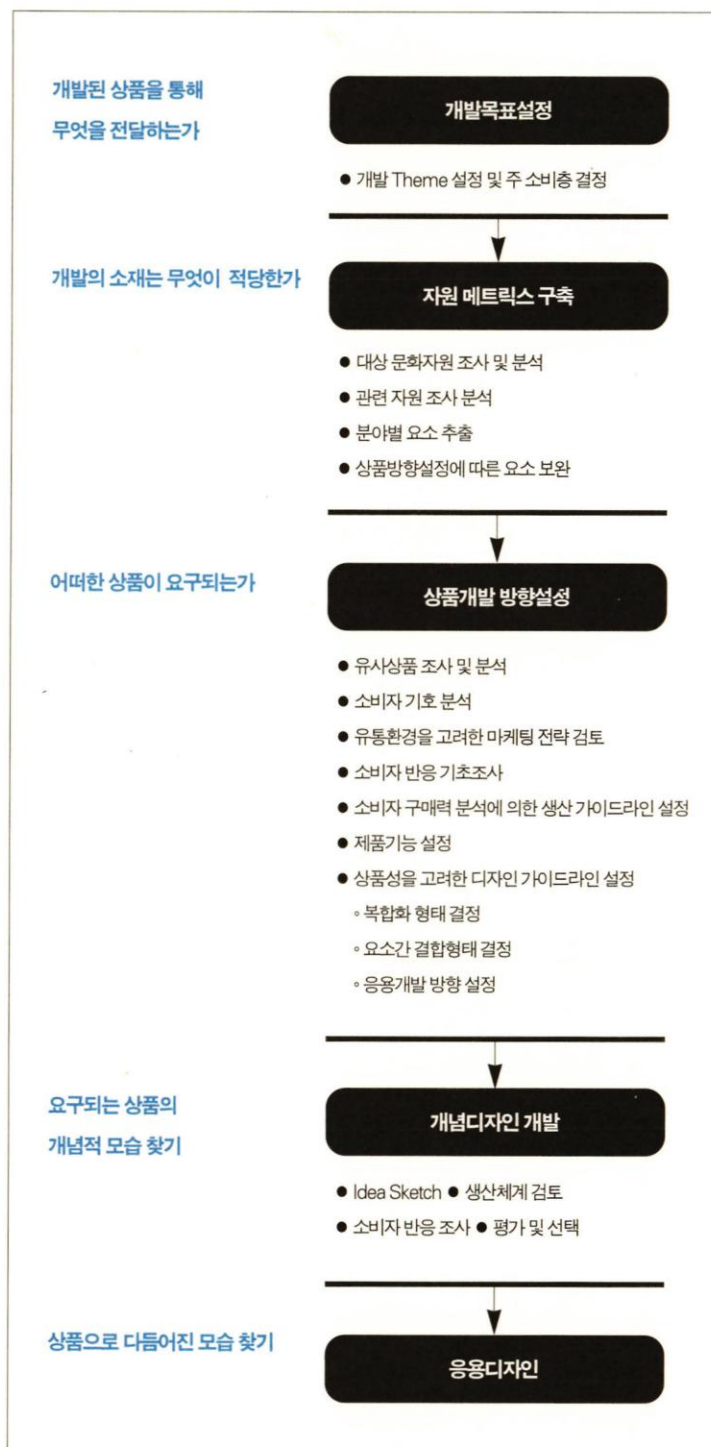 개발된 상품을 통해
무엇을 전달하는가
개발목표설정
● 개발 Theme 설정 및 주 소비층 결정
개발의 소재는 무엇이 적당한가
자원 메트릭스 구축
● 대상 문화자원 조사 및 분석
● 관련 자원 조사 분석
● 분야별 요소 추출
● 상품방향설정에 따른 요소 보완
어떠한 상품이 요구되는가
상품개발 방향설정
● 유사상품 조사 및 분석
● 소비자 기호 분석
● 유통환경을 고려한 마케팅 전략 검토
● 소비자 반응 기초조사
● 소비자 구매력 분석에 의한 생산 가이드라인 설정
● 제품기능 설정
● 상품성을 고려한 디자인 가이드라인 설정
◦ 복합화 형태 결정
◦ 요소간 결합형태 결정
◦ 응용개발 방향 설정
요구되는 상품의
개념적 모습 찾기
개념디자인 개발
● Idea Sketch ● 생산체계 검토
● 소비자 반응 조사 ● 평가 및 선택
상품으로 다듬어진 모습 찾기
응용디자인